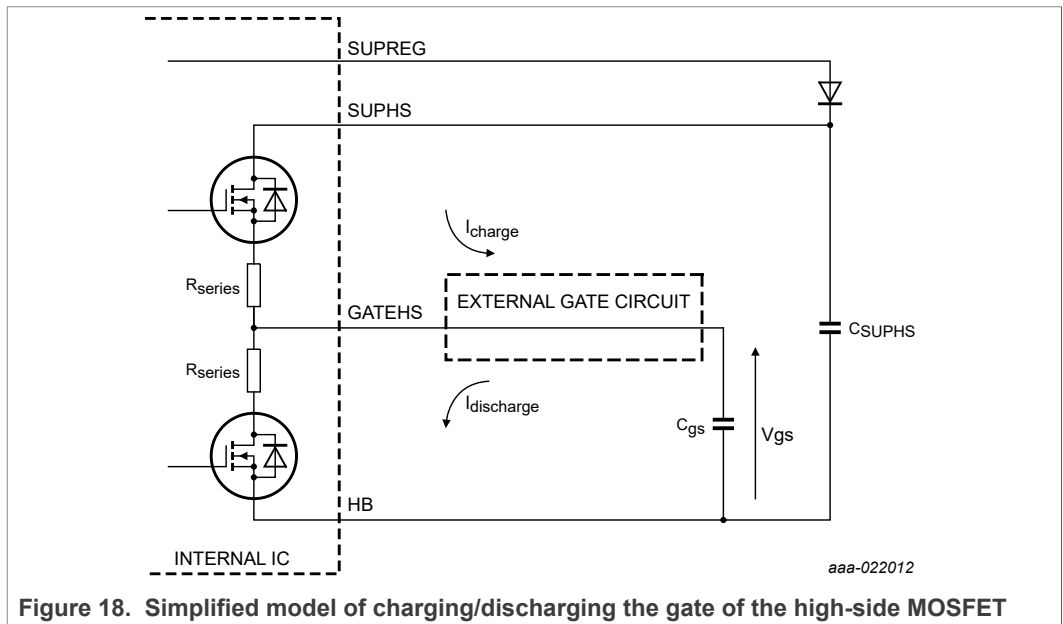 SUPREG
SUPHS
Icharge
Rseries
EXTERNAL GATE CIRCUIT
GATEHS
CSUPHS
Rseries
Idischarge
Cgs
Vgs
HB
INTERNAL IC
aaa-022012
Figure 18. Simplified model of charging/discharging the gate of the high-side MOSFET